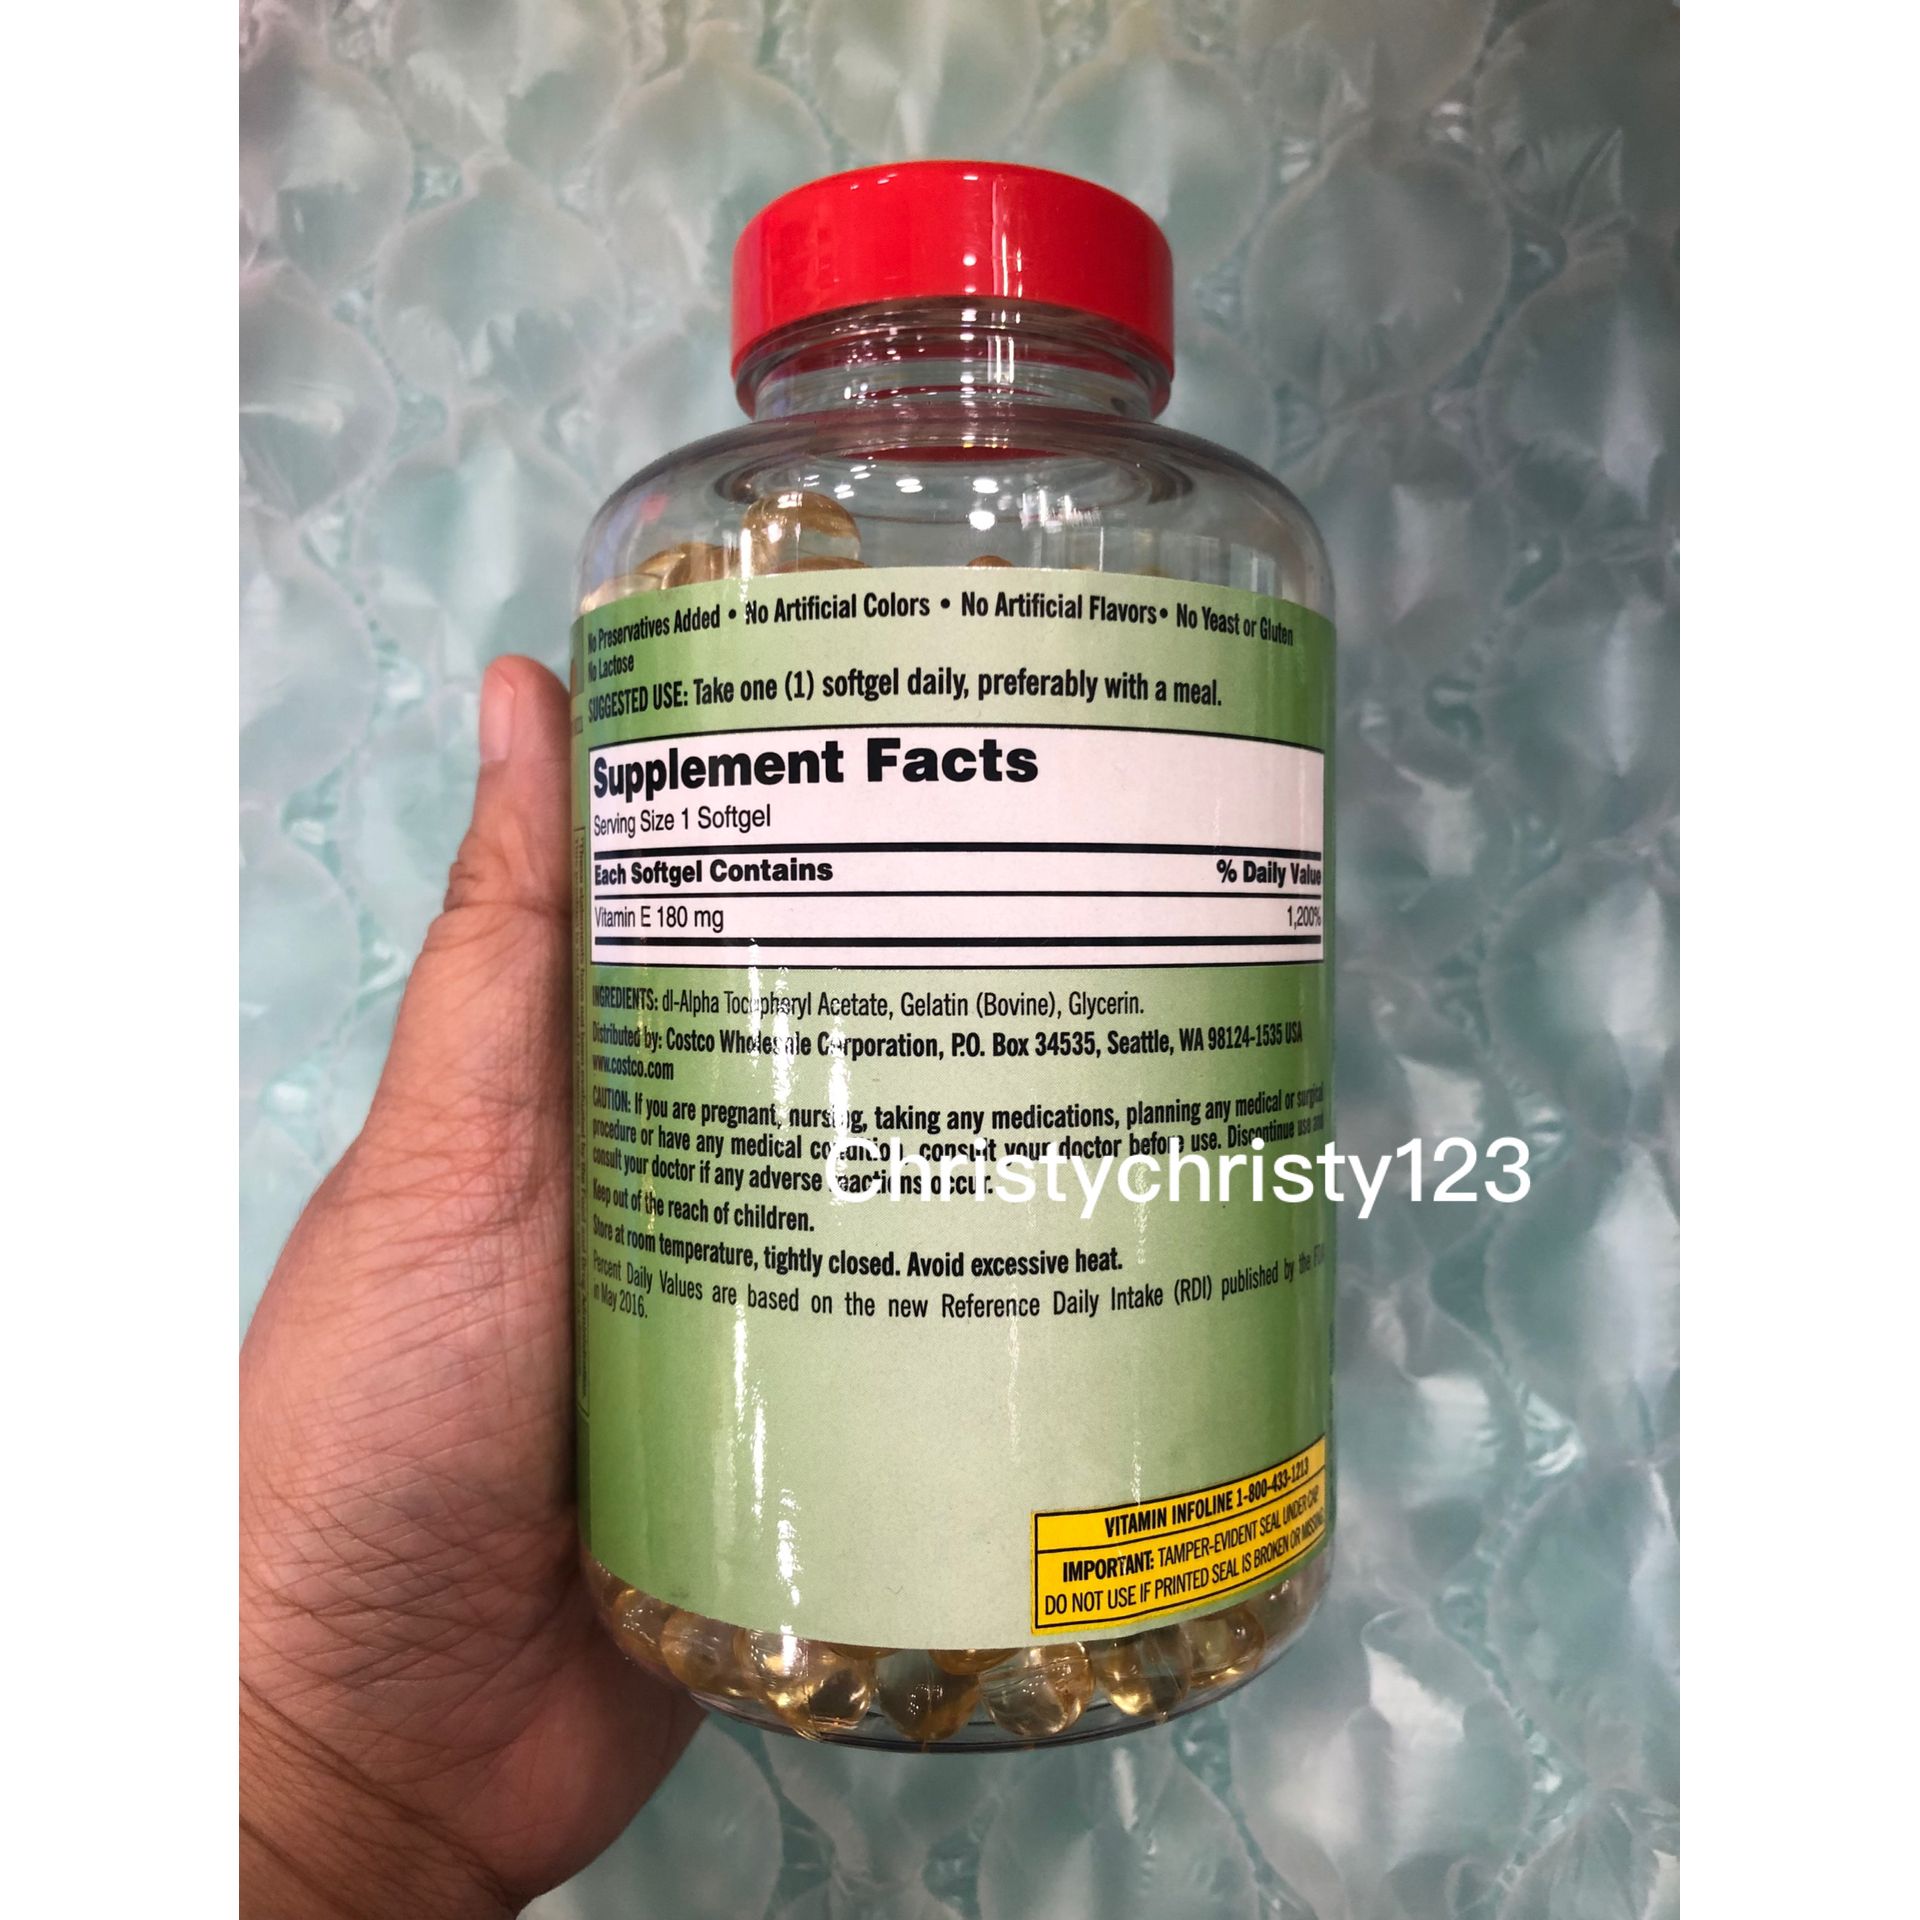 No Preservatives Added • No Artificial Colors • No Artificial Flavors • No Yeast or Gluten
No Lactose
SUGGESTED USE: Take one (1) softgel daily, preferably with a meal.
Supplement Facts
Serving Size 1 Softgel
Each Softgel Contains % Daily Value
Vitamin E 180 mg 1,200%
INGREDIENTS: dl-Alpha Tocopheryl Acetate, Gelatin (Bovine), Glycerin.
Distributed by: Costco Wholesale Corporation, P.O. Box 34535, Seattle, WA 98124-1535 USA
www.costco.com
CAUTION: If you are pregnant, nursing, taking any medications, planning any medical or surgical
procedure or have any medical condition, consult your doctor before use. Discontinue use and
consult your doctor if any adverse reactions occur.
Christychristy123
Keep out of the reach of children.
Store at room temperature, tightly closed. Avoid excessive heat.
Percent Daily Values are based on the new Reference Daily Intake (RDI) published by the FDA
in May 2016.
VITAMIN INFOLINE 1-800-433-1213
IMPORTANT: TAMPER-EVIDENT SEAL UNDER CAP.
DO NOT USE IF PRINTED SEAL IS BROKEN OR MISSING.